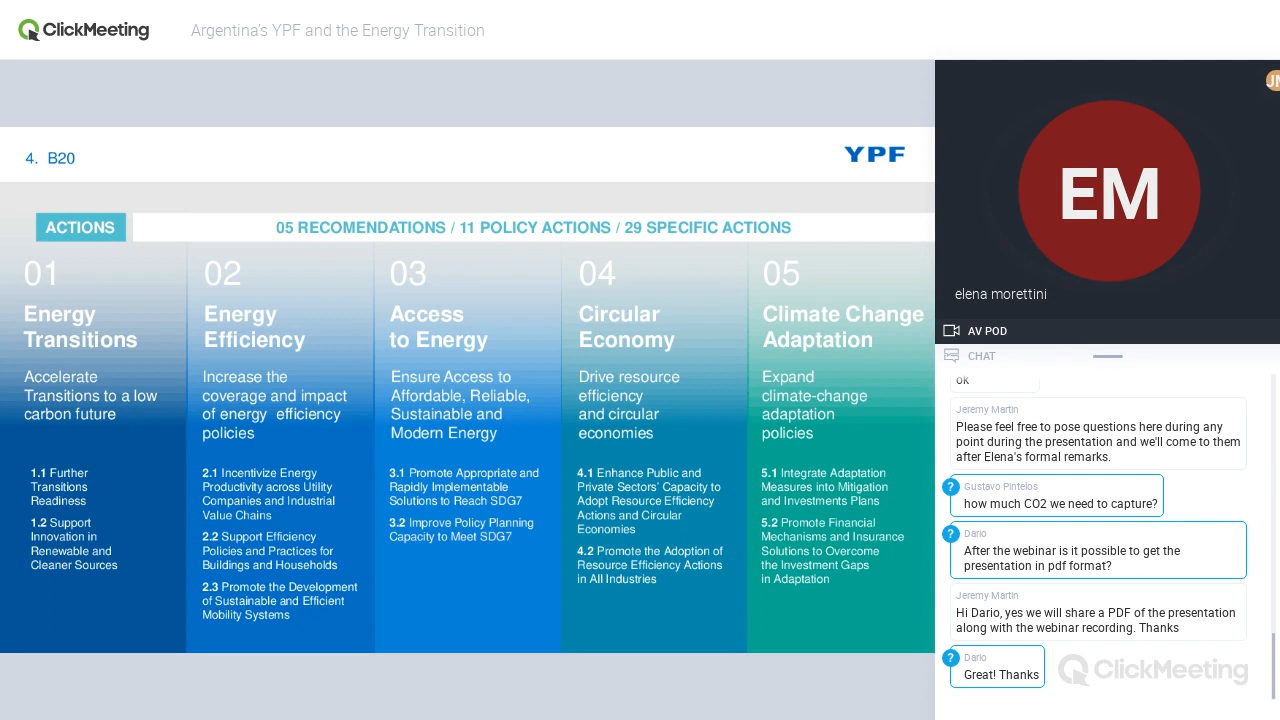 ClickMeeting
Argentina's YPF and the Energy Transition
4. B20
YPF
ACTIONS
05 RECOMENDATIONS / 11 POLICY ACTIONS / 29 SPECIFIC ACTIONS
01
Energy
Transitions
Accelerate
Transitions to a low
carbon future
1.1 Further
Transitions
Readiness
1.2 Support
Innovation in
Renewable and
Cleaner Sources
02
Energy
Efficiency
Increase the
coverage and impact
of energy efficiency
policies
2.1 Incentivize Energy
Productivity across Utility
Companies and Industrial
Value Chains
2.2 Support Efficiency
Policies and Practices for
Buildings and Households
2.3 Promote the Development
of Sustainable and Efficient
Mobility Systems
03
Access
to Energy
Ensure Access to
Affordable, Reliable,
Sustainable and
Modern Energy
3.1 Promote Appropriate and
Rapidly Implementable
Solutions to Reach SDG7
3.2 Improve Policy Planning
Capacity to Meet SDG7
04
Circular
Economy
Drive resource
efficiency
and circular
economies
4.1 Enhance Public and
Private Sectors' Capacity to
Adopt Resource Efficiency
Actions and Circular
Economies
4.2 Promote the Adoption of
Resource Efficiency Actions
in All Industries
05
Climate Change
Adaptation
Expand
climate-change
adaptation
policies
5.1 Integrate Adaptation
Measures into Mitigation
and Investments Plans
5.2 Promote Financial
Mechanisms and Insurance
Solutions to Overcome
the Investment Gaps
in Adaptation
EM
elena morettini
AV POD
CHAT
ok
Jeremy Martin
Please feel free to pose questions here during any
point during the presentation and we'll come to them
after Elena's formal remarks.
? Gustavo Pintelos
how much CO2 we need to capture?
? Dario
After the webinar is it possible to get the
presentation in pdf format?
Jeremy Martin
Hi Dario, yes we will share a PDF of the presentation
along with the webinar recording. Thanks
? Dario
Great! Thanks
ClickMeeting